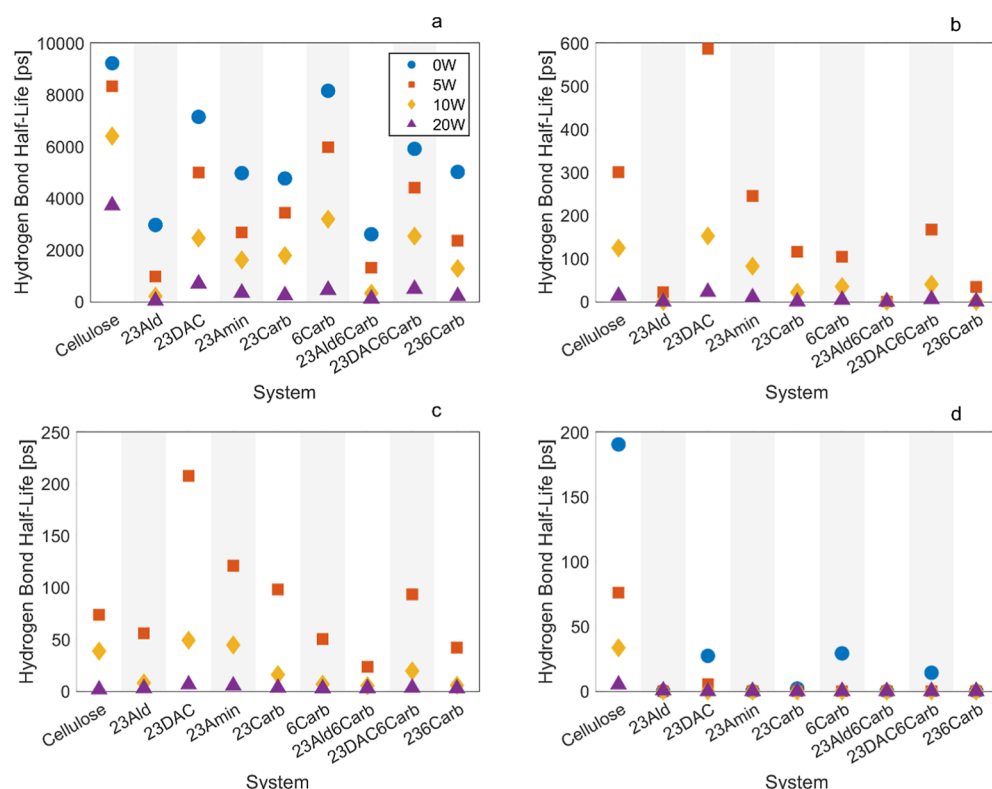 a
Hydrogen Bond Half-Life [ps]
10000
8000
6000
4000
2000
0
0W
5W
10W
20W
Cellulose
23Ald
23DAC
23Amin
23Carb
6Carb
23Ald6Carb
23DAC6Carb
236Carb
System
b
Hydrogen Bond Half-Life [ps]
600
500
400
300
200
100
0
Cellulose
23Ald
23DAC
23Amin
23Carb
6Carb
23Ald6Carb
23DAC6Carb
236Carb
System
c
Hydrogen Bond Half-Life [ps]
250
200
150
100
50
0
Cellulose
23Ald
23DAC
23Amin
23Carb
6Carb
23Ald6Carb
23DAC6Carb
236Carb
System
d
Hydrogen Bond Half-Life [ps]
200
150
100
50
0
Cellulose
23Ald
23DAC
23Amin
23Carb
6Carb
23Ald6Carb
23DAC6Carb
236Carb
System